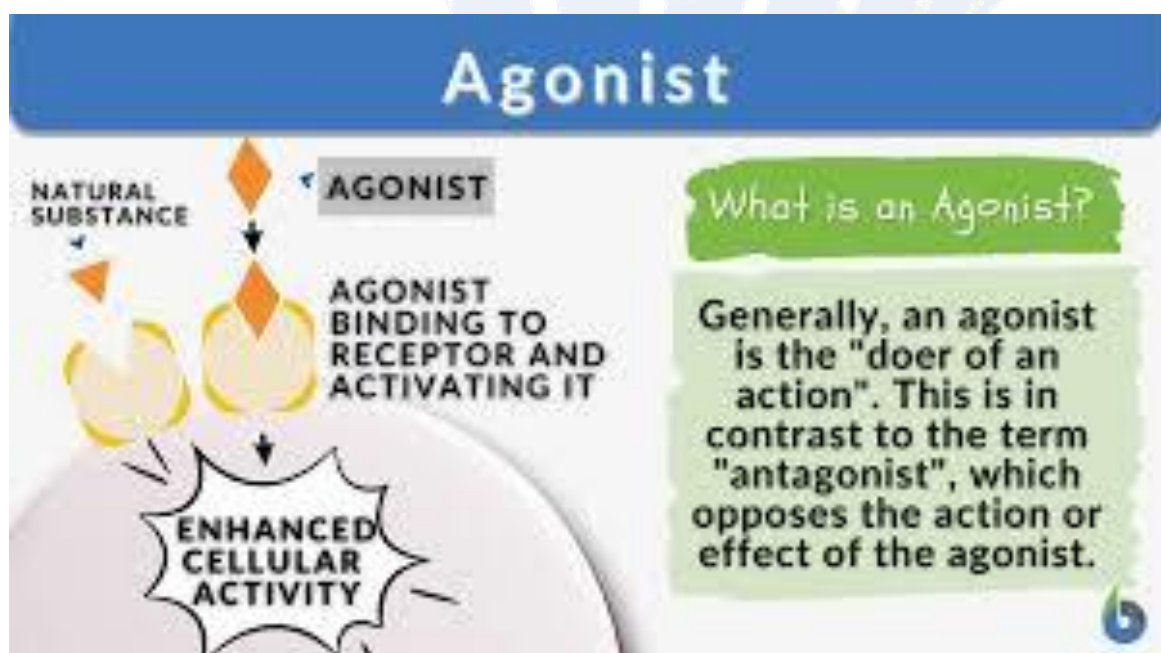 Agonist
NATURAL
SUBSTANCE
AGONIST
AGONIST
BINDING TO
RECEPTOR AND
ACTIVATING IT
ENHANCED
CELLULAR
ACTIVITY
What is an Agonist?
Generally, an agonist
is the "doer of an
action". This is in
contrast to the term
"antagonist", which
opposes the action or
effect of the agonist.